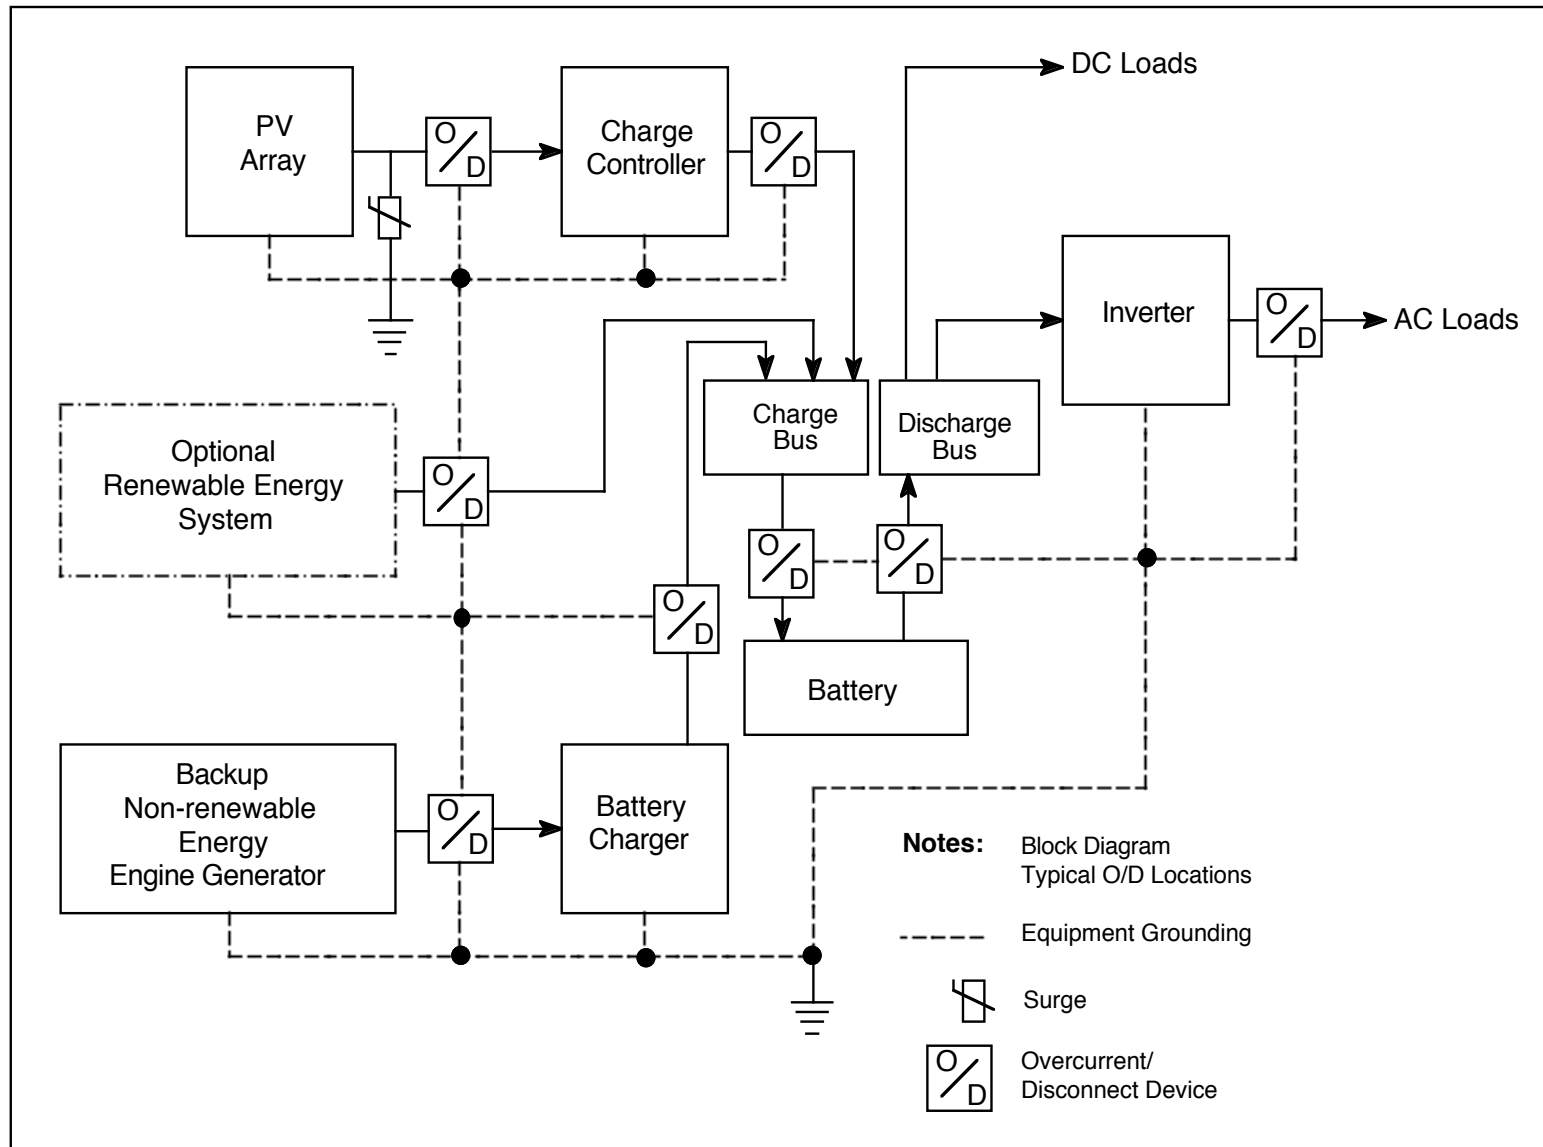 DC Loads
PV
Array
O/D
Charge
Controller
O/D
Inverter
O/D
AC Loads
Charge
Bus
Discharge
Bus
Optional
Renewable Energy
System
O/D
O/D
O/D
O/D
Battery
Backup
Non-renewable
Energy
Engine Generator
O/D
Battery
Charger
Notes:
Block Diagram
Typical O/D Locations
Equipment Grounding
Surge
O/D
Overcurrent/
Disconnect Device